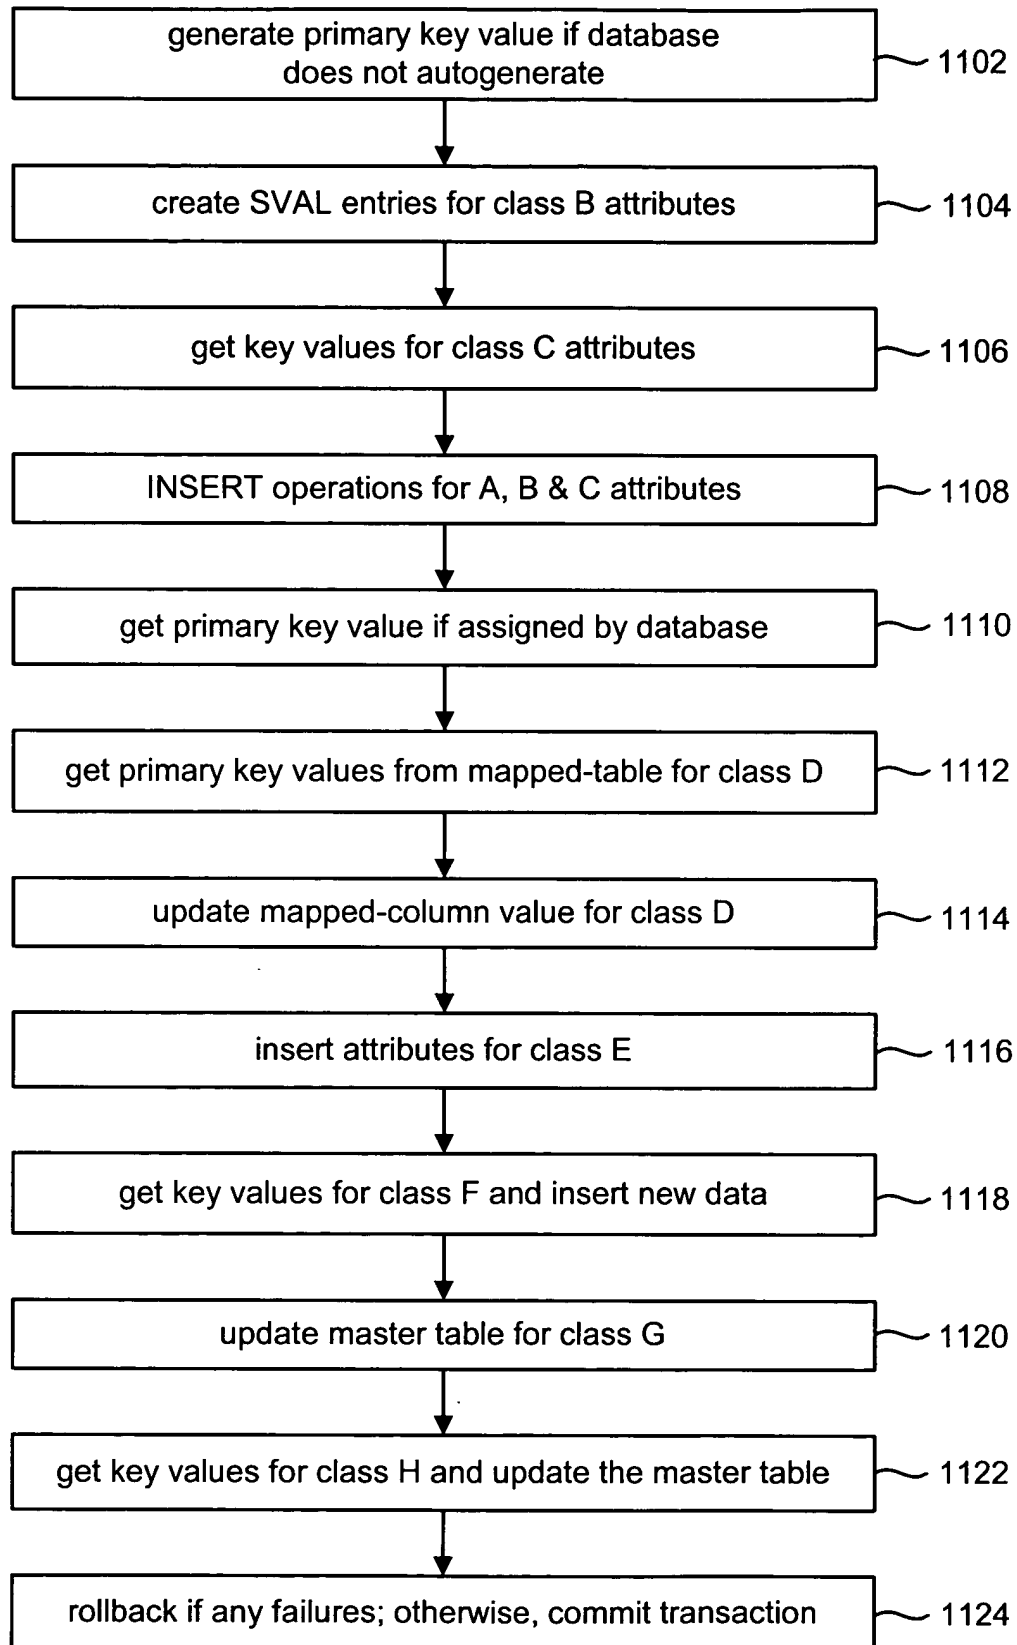 generate primary key value if database
does not autogenerate
1102
create SVAL entries for class B attributes
1104
get key values for class C attributes
1106
INSERT operations for A, B & C attributes
1108
get primary key value if assigned by database
1110
get primary key values from mapped-table for class D
1112
update mapped-column value for class D
1114
insert attributes for class E
1116
get key values for class F and insert new data
1118
update master table for class G
1120
get key values for class H and update the master table
1122
rollback if any failures; otherwise, commit transaction
1124